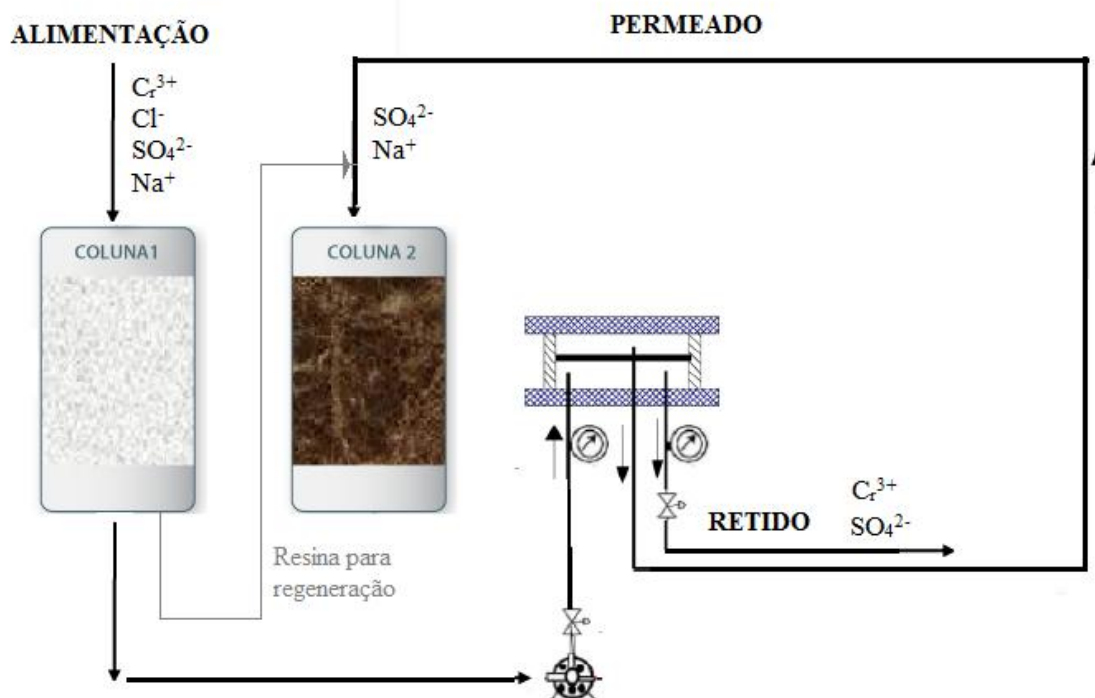 ALIMENTAÇÃO
Cr³⁺
Cl⁻
SO₄²⁻
Na⁺
PERMEADO
SO₄²⁻
Na⁺
COLUNA1
COLUNA 2
Resina para
regeneração
RETIDO
Cr³⁺
SO₄²⁻